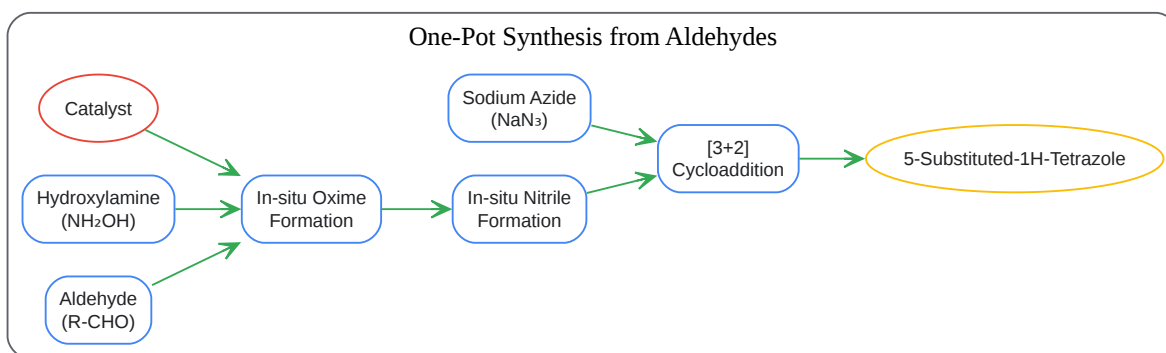 One-Pot Synthesis from Aldehydes
Catalyst
Hydroxylamine
(NH₂OH)
Aldehyde
(R-CHO)
In-situ Oxime
Formation
Sodium Azide
(NaN₃)
In-situ Nitrile
Formation
[3+2]
Cycloaddition
5-Substituted-1H-Tetrazole